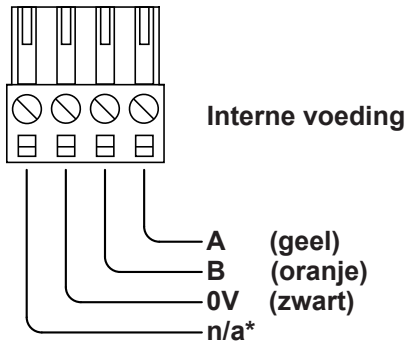 Interne voeding
A (geel)
B (oranje)
0V (zwart)
n/a*